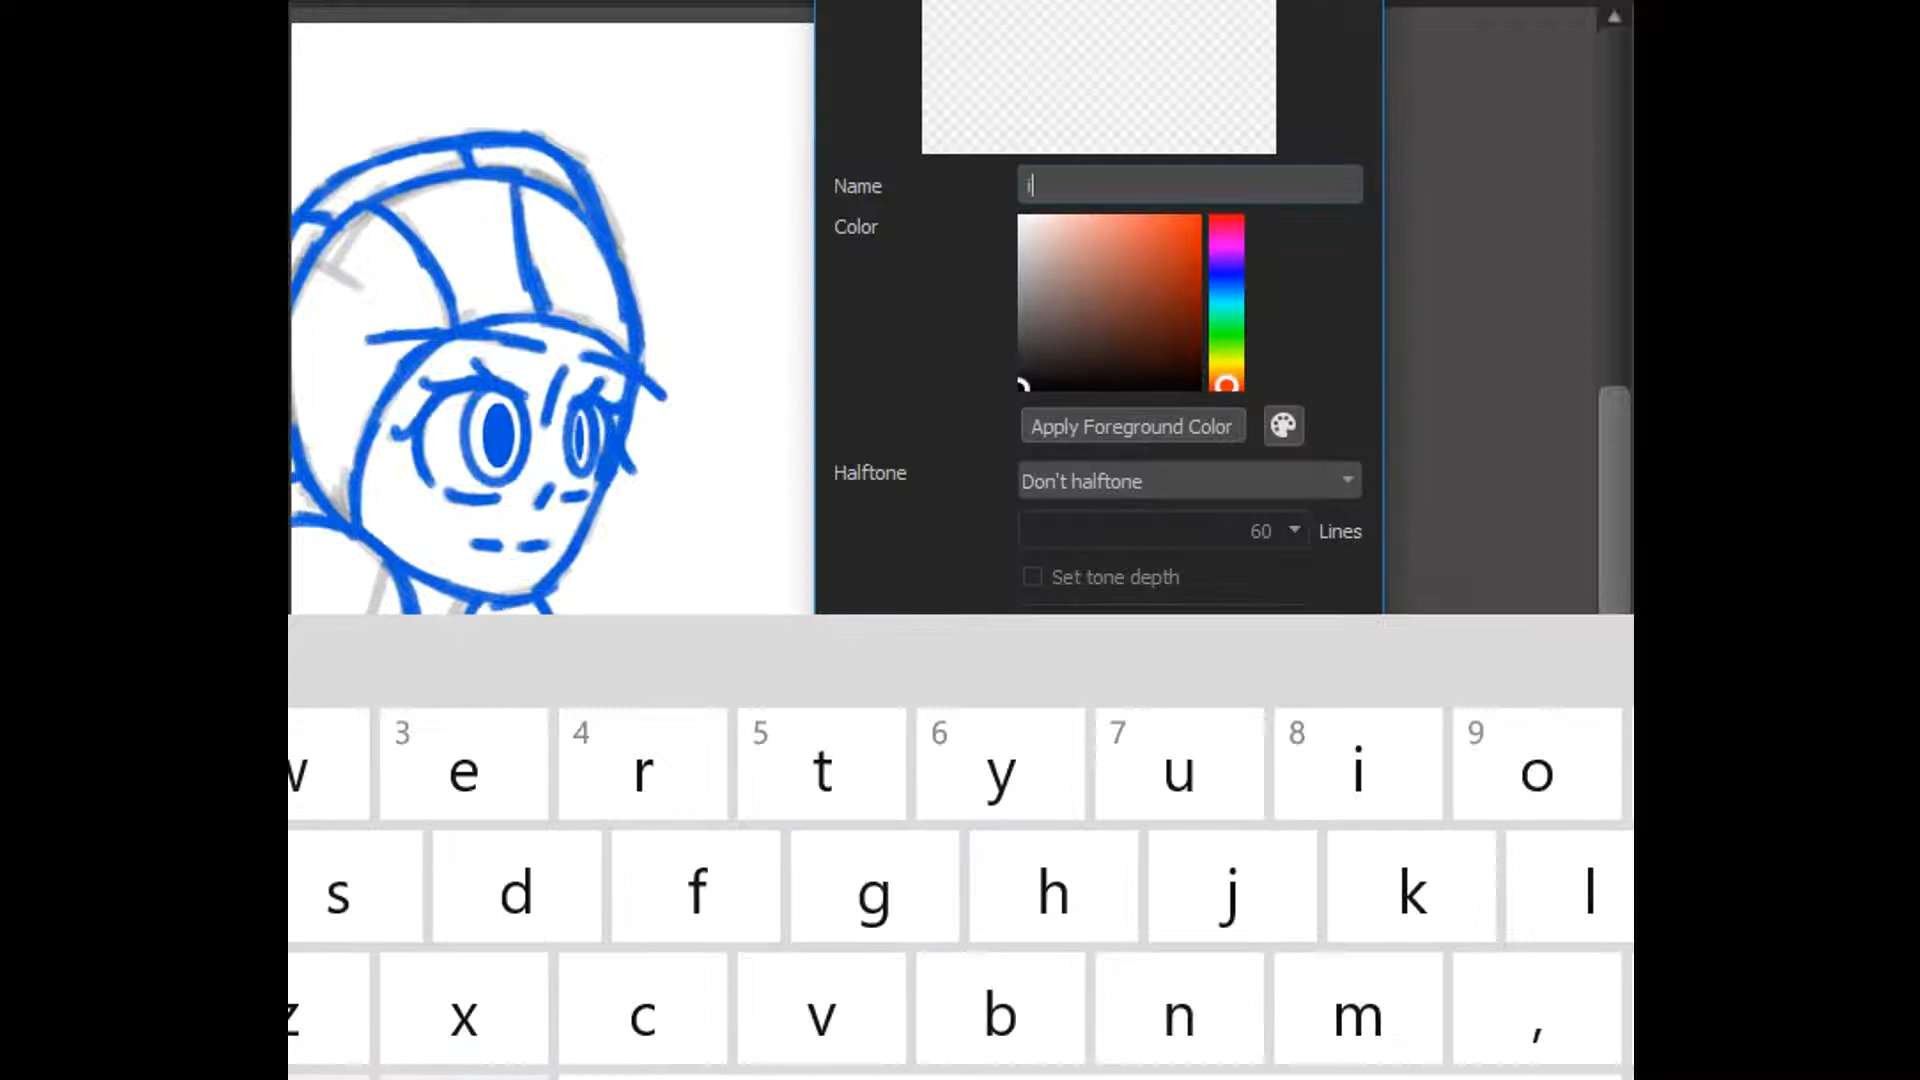 Name
i
Color
Apply Foreground Color
Halftone
Don't halftone
60
Lines
Set tone depth
3 4 5 6 7 8 9
w e r t y u i o
s d f g h j k l
z x c v b n m ,